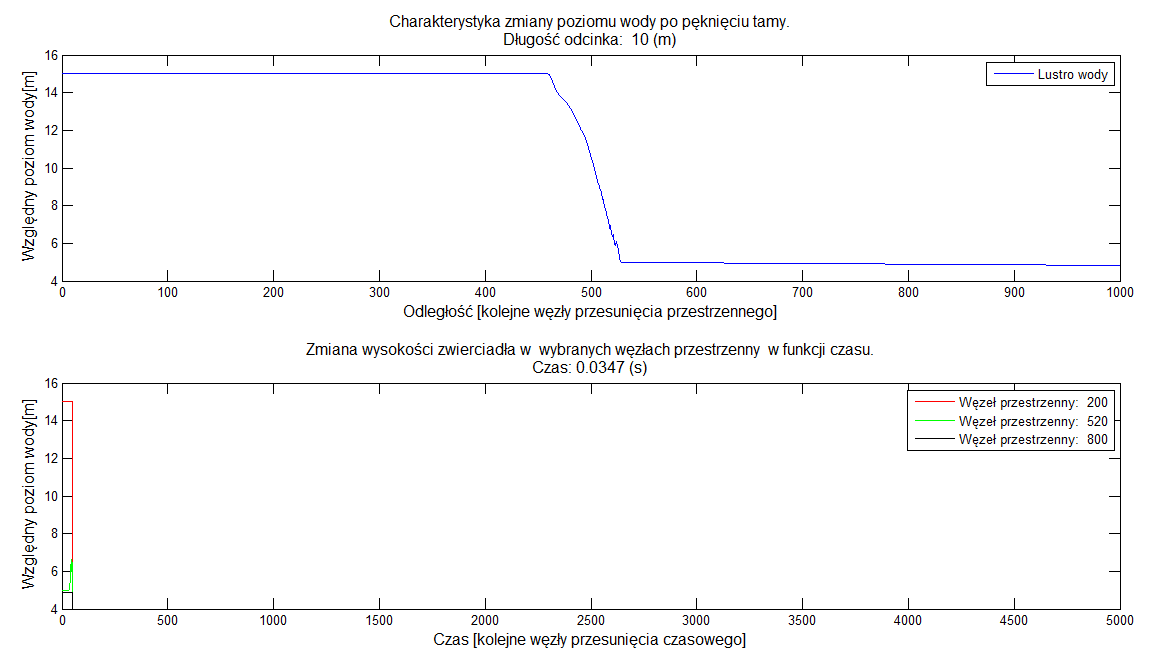 Charakterystyka zmiany poziomu wody po pęknięciu tamy.
Długość odcinka:  10 (m)
16
14
12
10
8
6
4
Względny poziom wody[m]
Lustro wody
0 100 200 300 400 500 600 700 800 900 1000
Odległość [kolejne węzły przesunięcia przestrzennego]
Zmiana wysokości zwierciadła w  wybranych węzłach przestrzenny  w funkcji czasu.
Czas: 0.0347 (s)
16
14
12
10
8
6
4
Względny poziom wody[m]
Węzeł przestrzenny:  200
Węzeł przestrzenny:  520
Węzeł przestrzenny:  800
0 500 1000 1500 2000 2500 3000 3500 4000 4500 5000
Czas [kolejne węzły przesunięcia czasowego]